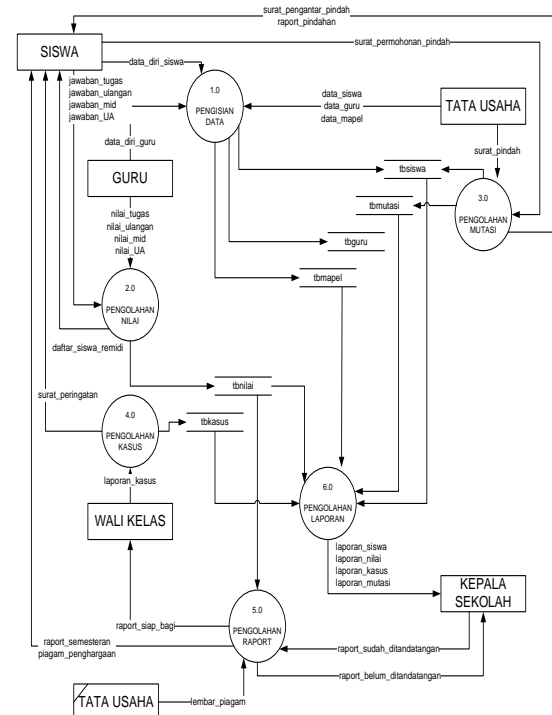 surat_pengantar_pindah
raport_pindahan
SISWA
surat_permohonan_pindah
data_diri_siswa
jawaban_tugas
jawaban_ulangan
jawaban_mid
jawaban_UA
1.0
PENGISIAN
DATA
data_siswa
data_guru
data_mapel
TATA USAHA
data_diri_guru
surat_pindah
GURU
tbsiswa
3.0
PENGOLAHAN
MUTASI
tbmutasi
nilai_tugas
nilai_ulangan
nilai_mid
nilai_UA
tbguru
tbmapel
2.0
PENGOLAHAN
NILAI
daftar_siswa_remidi
tbnilai
surat_peringatan
4.0
PENGOLAHAN
KASUS
tbkasus
laporan_kasus
6.0
PENGOLAHAN
LAPORAN
WALI KELAS
laporan_siswa
laporan_nilai
laporan_kasus
laporan_mutasi
KEPALA
SEKOLAH
raport_siap_bagi
5.0
PENGOLAHAN
RAPORT
raport_semesteran
piagam_penghargaan
raport_sudah_ditandatangan
raport_belum_ditandatangan
TATA USAHA
lembar_piagam